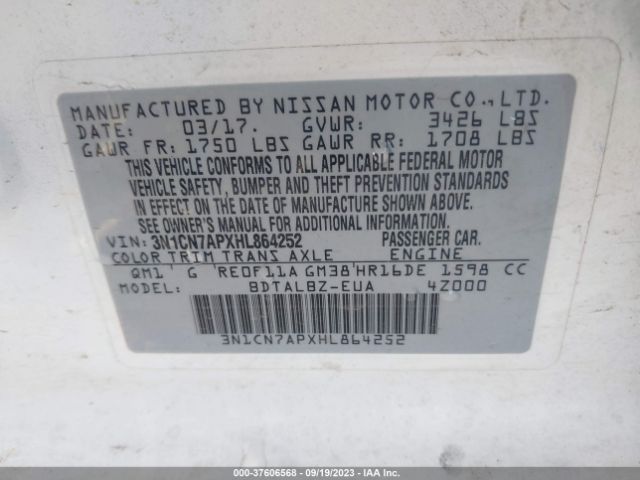 MANUFACTURED BY NISSAN MOTOR CO., LTD.
DATE: 03/17. GVWR: 3426 LBS
GAWR FR: 1750 LBS GAWR RR: 1708 LBS
THIS VEHICLE CONFORMS TO ALL APPLICABLE FEDERAL MOTOR
VEHICLE SAFETY, BUMPER AND THEFT PREVENTION STANDARDS
IN EFFECT ON THE DATE OF MANUFACTURE SHOWN ABOVE.
SEE OWNER'S MANUAL FOR ADDITIONAL INFORMATION.
VIN: 3N1CN7APXHL864252 PASSENGER CAR.
COLOR TRIM TRANS AXLE ENGINE
QM1 G RE0F11A GM38 HR16DE 1598 CC
MODEL: BDTALBZ-EUA 4Z000
3N1CN7APXHL864252
000-37606568 - 09/19/2023 - Copyright © IAA, LLC